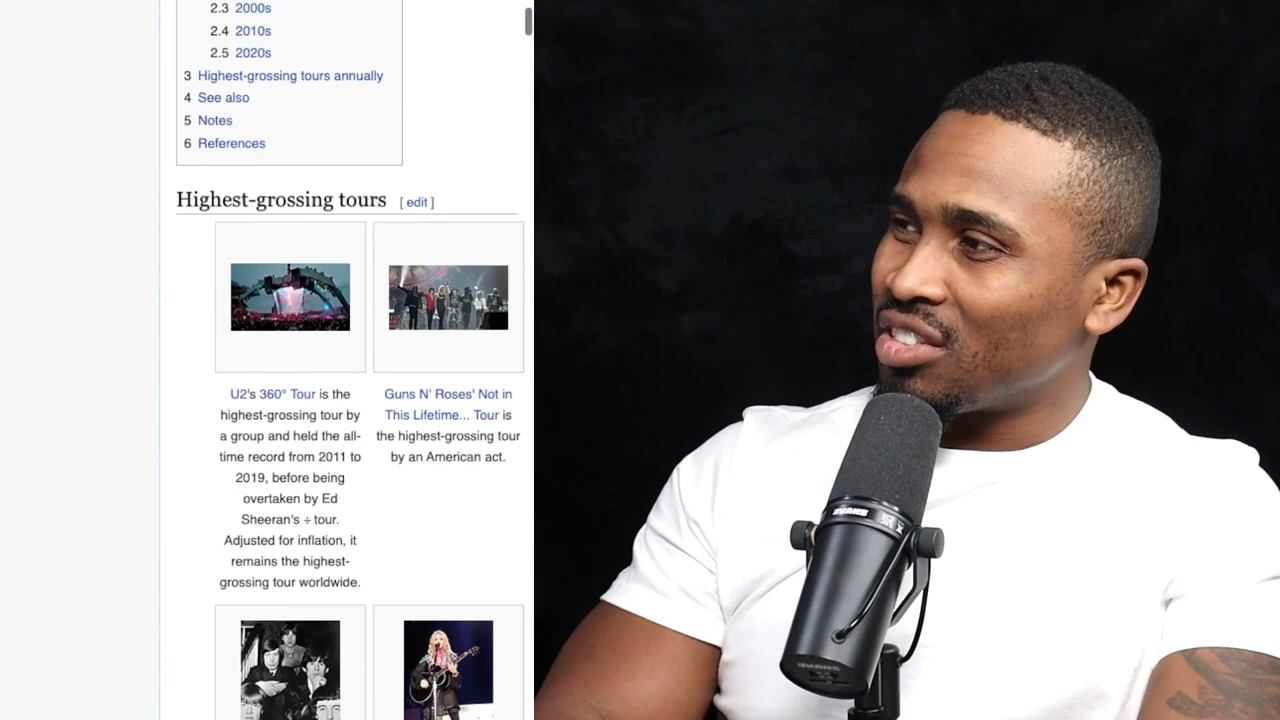 2.3 2000s
2.4 2010s
2.5 2020s
3 Highest-grossing tours annually
4 See also
5 Notes
6 References
Highest-grossing tours [ edit ]
U2's 360° Tour is the
highest-grossing tour by
a group and held the all-
time record from 2011 to
2019, before being
overtaken by Ed
Sheeran's ÷ tour.
Adjusted for inflation, it
remains the highest-
grossing tour worldwide.
Guns N' Roses' Not in
This Lifetime... Tour is
the highest-grossing tour
by an American act.
SHURE